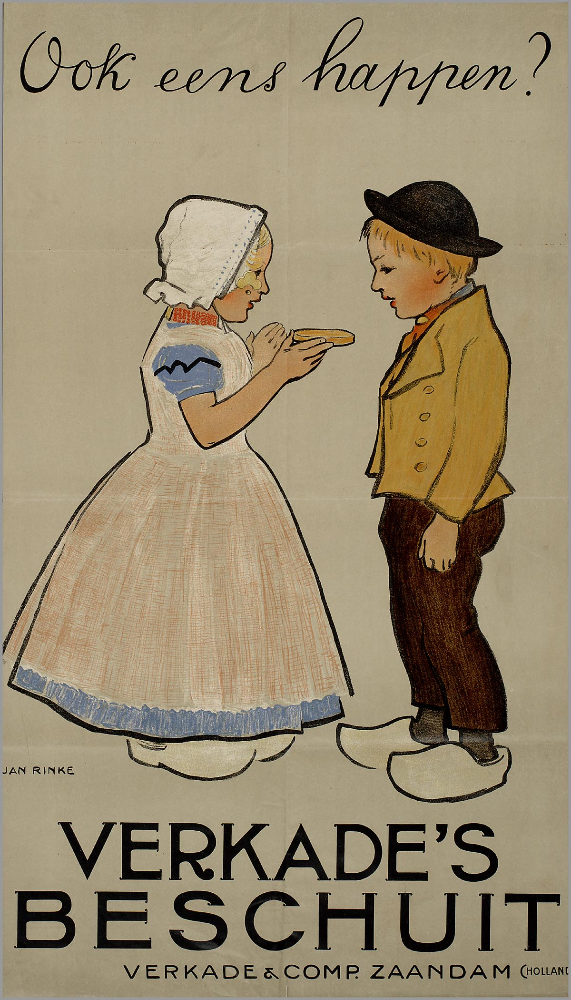 Ook eens happen?
JAN RINKE
VERKADE'S
BESCHUIT
VERKADE & COMP. ZAANDAM (HOLLAND